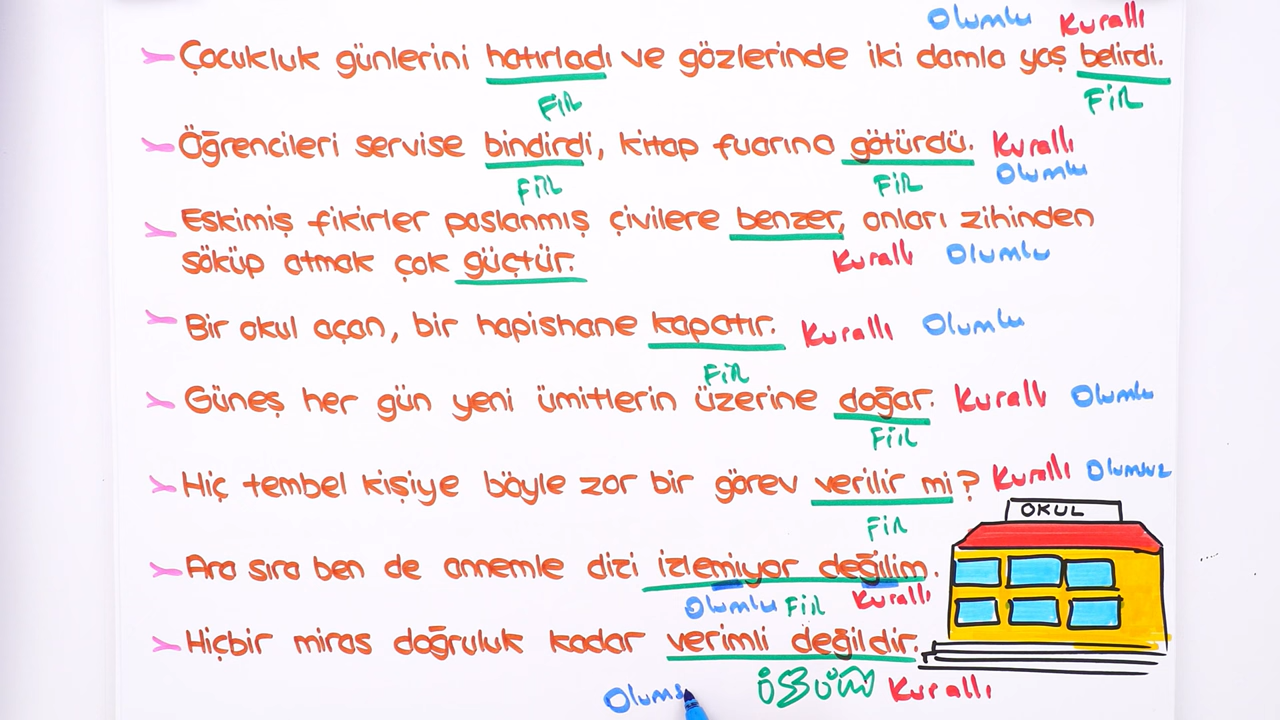 Olumlu Kurallı
Çocukluk günlerini hatırladı ve gözlerinde iki damla yaş belirdi.
Fiil Fiil
Öğrencileri servise bindirdi, kitap fuarına götürdü. Kurallı
Olumlu
Fiil Fiil
Eskimiş fikirler paslanmış çivilere benzer, onları zihinden
söküp atmak çok güçtür. Kurallı Olumlu
Bir okul açan, bir hapishane kapatır. Kurallı Olumlu
Fiil
Güneş her gün yeni ümitlerin üzerine doğar. Kurallı Olumlu
Fiil
Hiç tembel kişiye böyle zor bir görev verilir mi? Kurallı Olumsuz
Fiil
OKUL
Ara sıra ben de annemle dizi izlemiyor değilim.
Olumlu Fiil Kurallı
Hiçbir miras doğruluk kadar verimli değildir.
Olums Kurallı